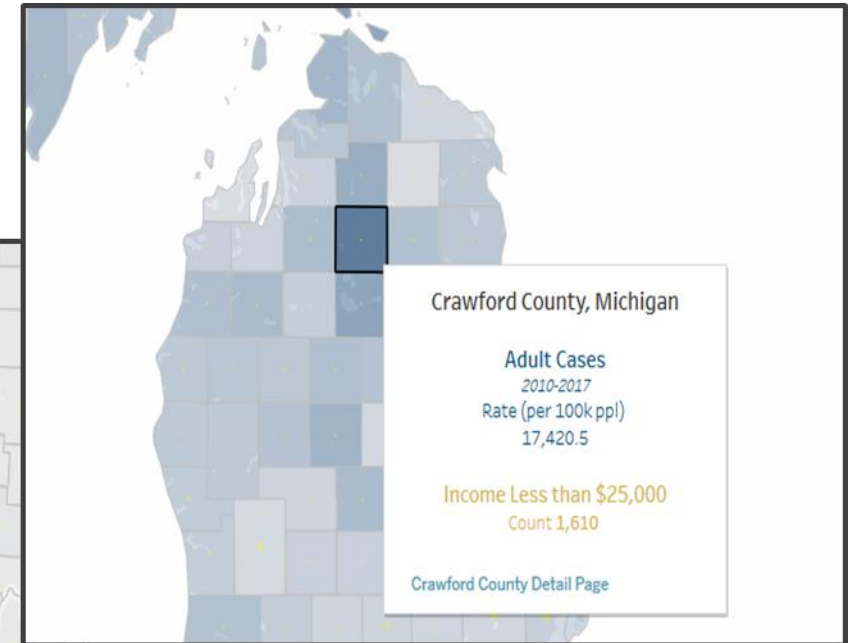 Crawford County, Michigan
Adult Cases
2010-2017
Rate (per 100k ppl)
17,420.5
Income Less than $25,000
Count 1,610
Crawford County Detail Page